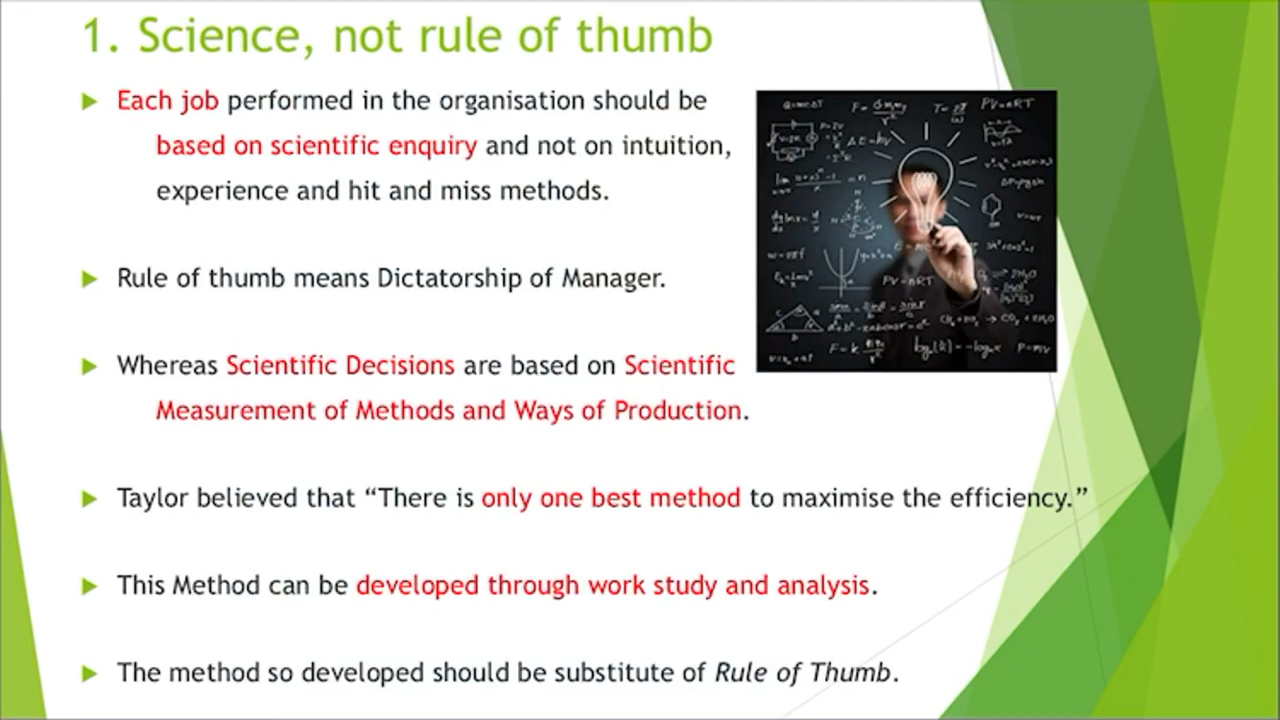 1. Science, not rule of thumb
Each job performed in the organisation should be
based on scientific enquiry and not on intuition,
experience and hit and miss methods.
Rule of thumb means Dictatorship of Manager.
Whereas Scientific Decisions are based on Scientific
Measurement of Methods and Ways of Production.
Taylor believed that “There is only one best method to maximise the efficiency.”
This Method can be developed through work study and analysis.
The method so developed should be substitute of Rule of Thumb.
PV=nRT
PV=nRT